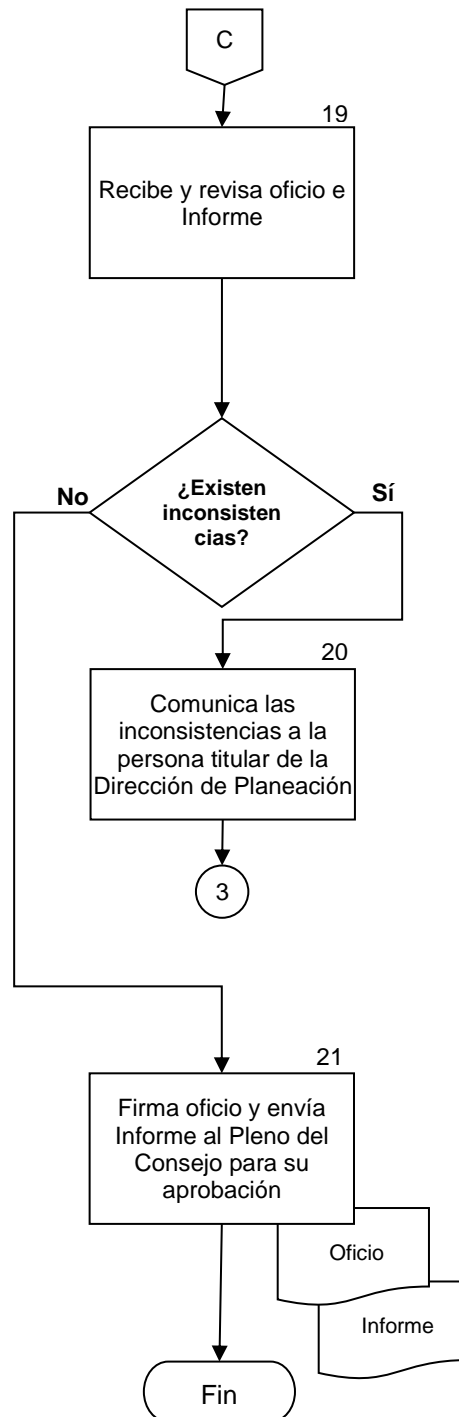 C
19
Recibe y revisa oficio e
Informe
¿Existen
inconsisten
cias?
No
Sí
20
Comunica las
inconsistencias a la
persona titular de la
Dirección de Planeación
3
21
Firma oficio y envía
Informe al Pleno del
Consejo para su
aprobación
Oficio
Informe
Fin